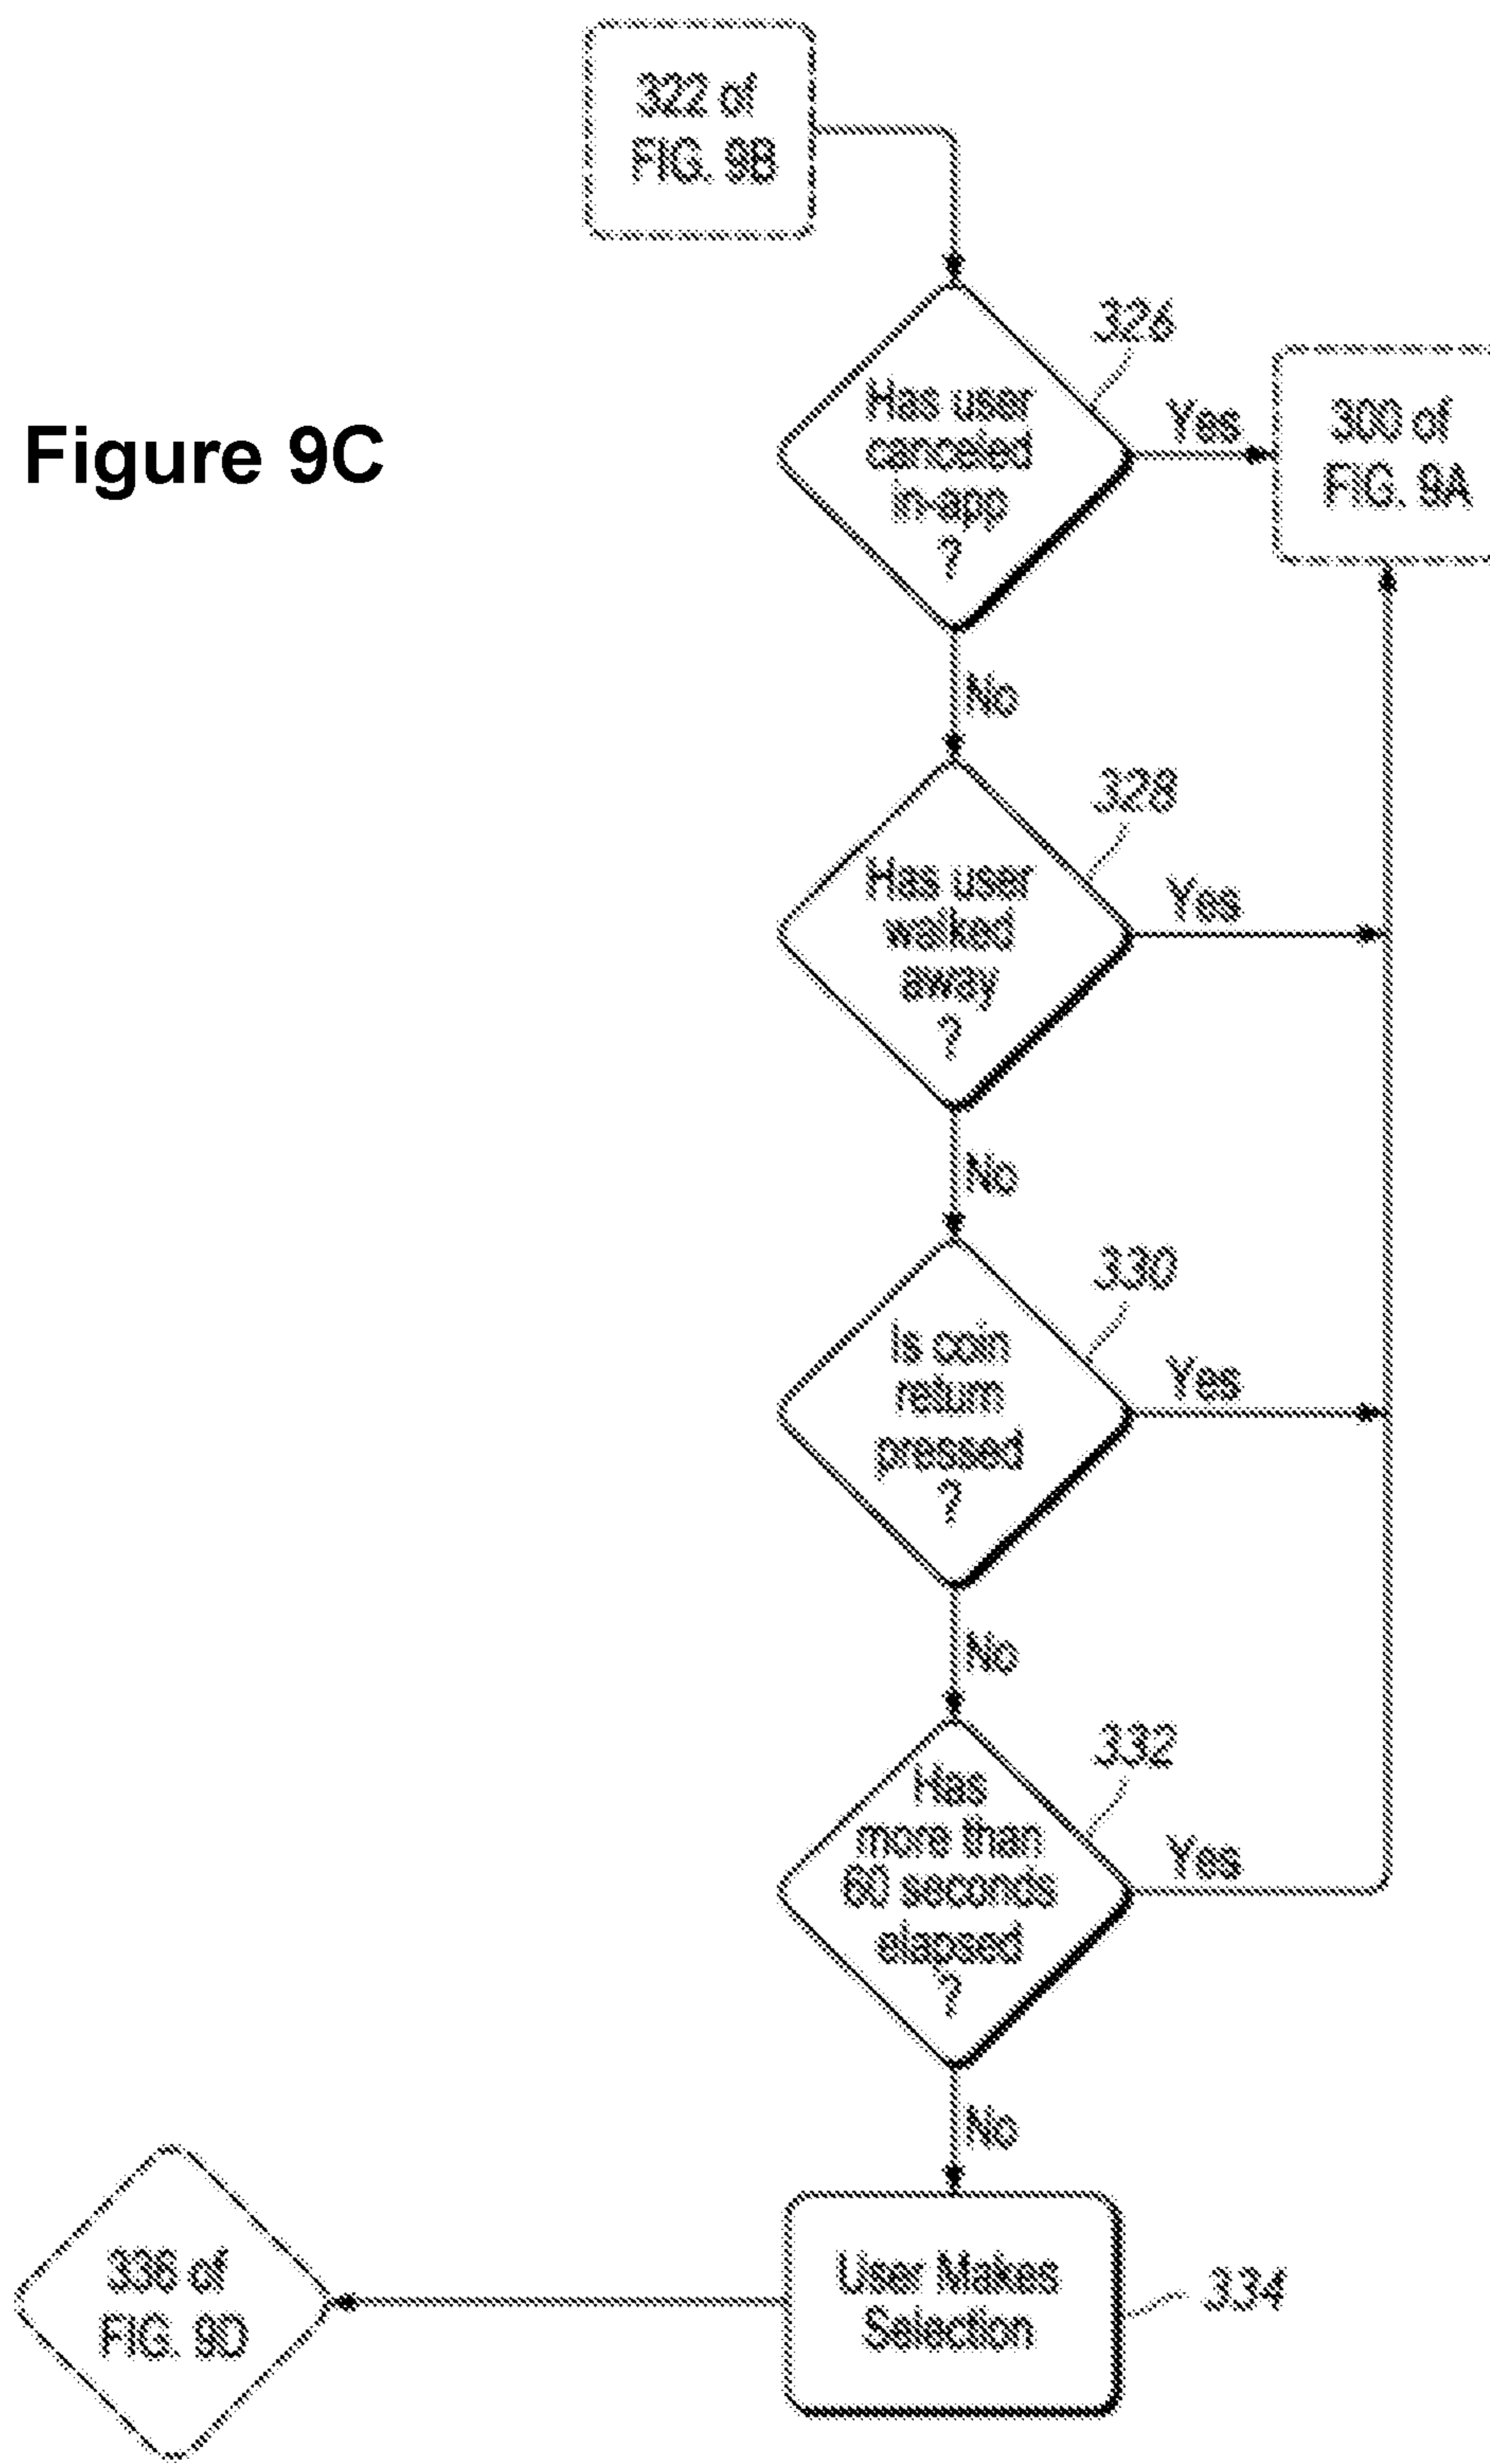 322 of
FIG. 9B
326
Has user
canceled
in-app
?
Yes
300 of
FIG. 9A
Figure 9C
No
328
Has user
walked
away
?
Yes
No
330
Is coin
return
pressed
?
Yes
No
332
Has
more than
60 seconds
elapsed
?
Yes
No
User Makes
Selection
334
336 of
FIG. 9D